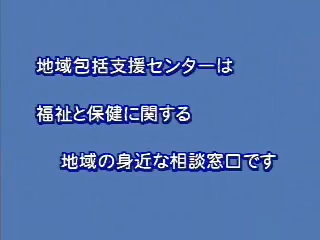 地域包括支援センターは
福祉と保健に関する
地域の身近な相談窓口です